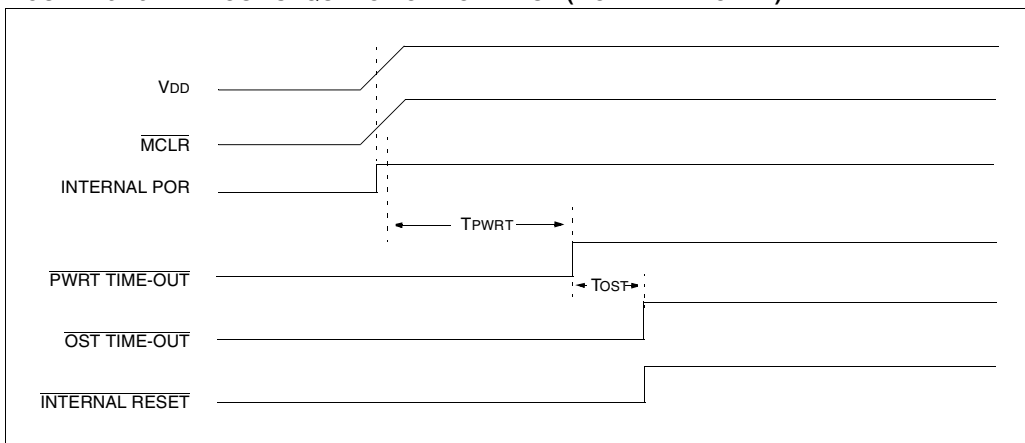 VDD
MCLR
INTERNAL POR
TPWRT
PWRT TIME-OUT
TOST
OST TIME-OUT
INTERNAL RESET